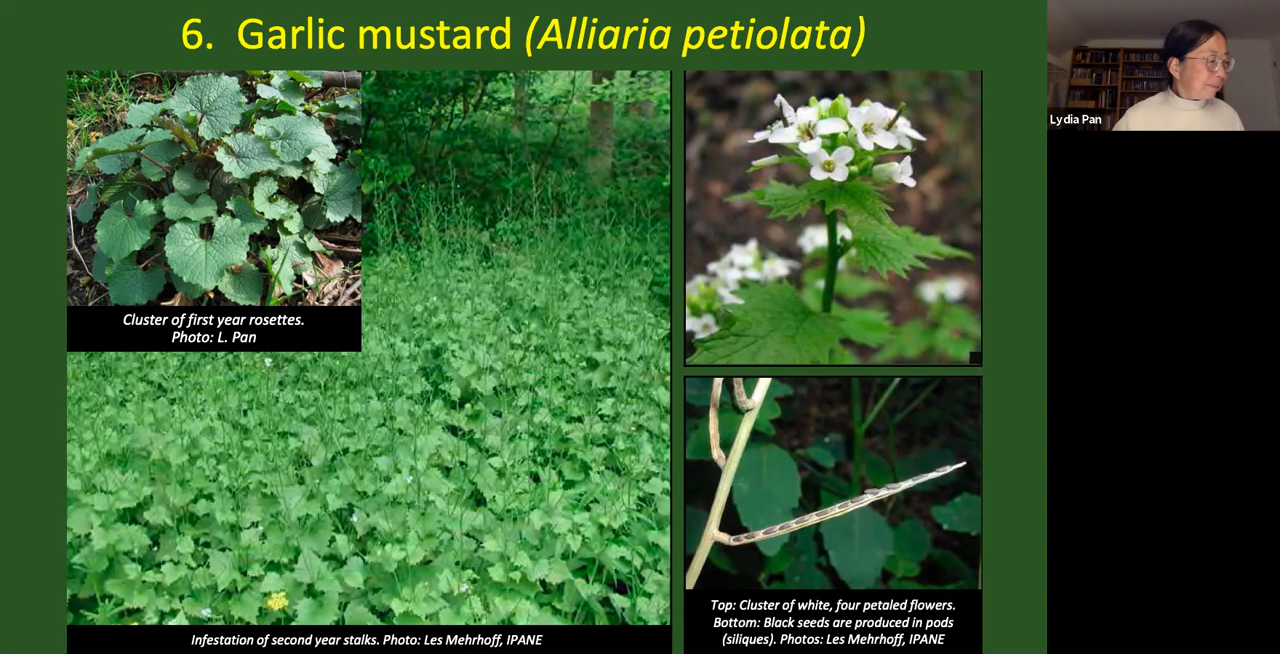 6. Garlic mustard (Alliaria petiolata)
Lydia Pan
Cluster of first year rosettes.
Photo: L. Pan
Infestation of second year stalks. Photo: Les Mehrhoff, IPANE
Top: Cluster of white, four petaled flowers.
Bottom: Black seeds are produced in pods
(siliques). Photos: Les Mehrhoff, IPANE